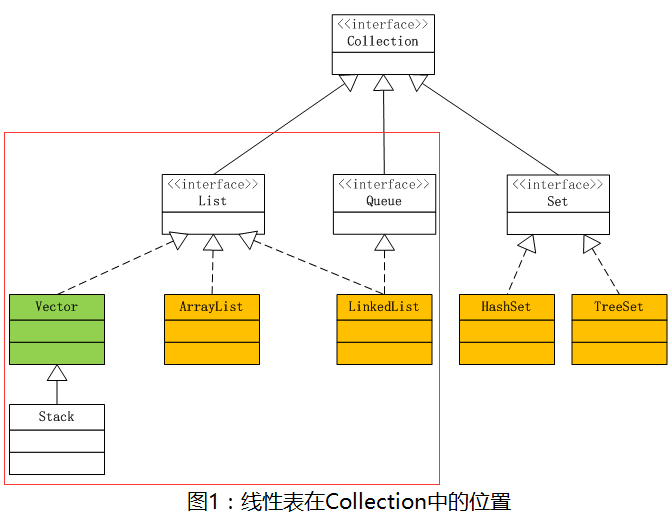 <<interface>>
Collection
<<interface>>
List
<<interface>>
Queue
<<interface>>
Set
Vector
ArrayList
LinkedList
HashSet
TreeSet
Stack
图1：线性表在Collection中的位置